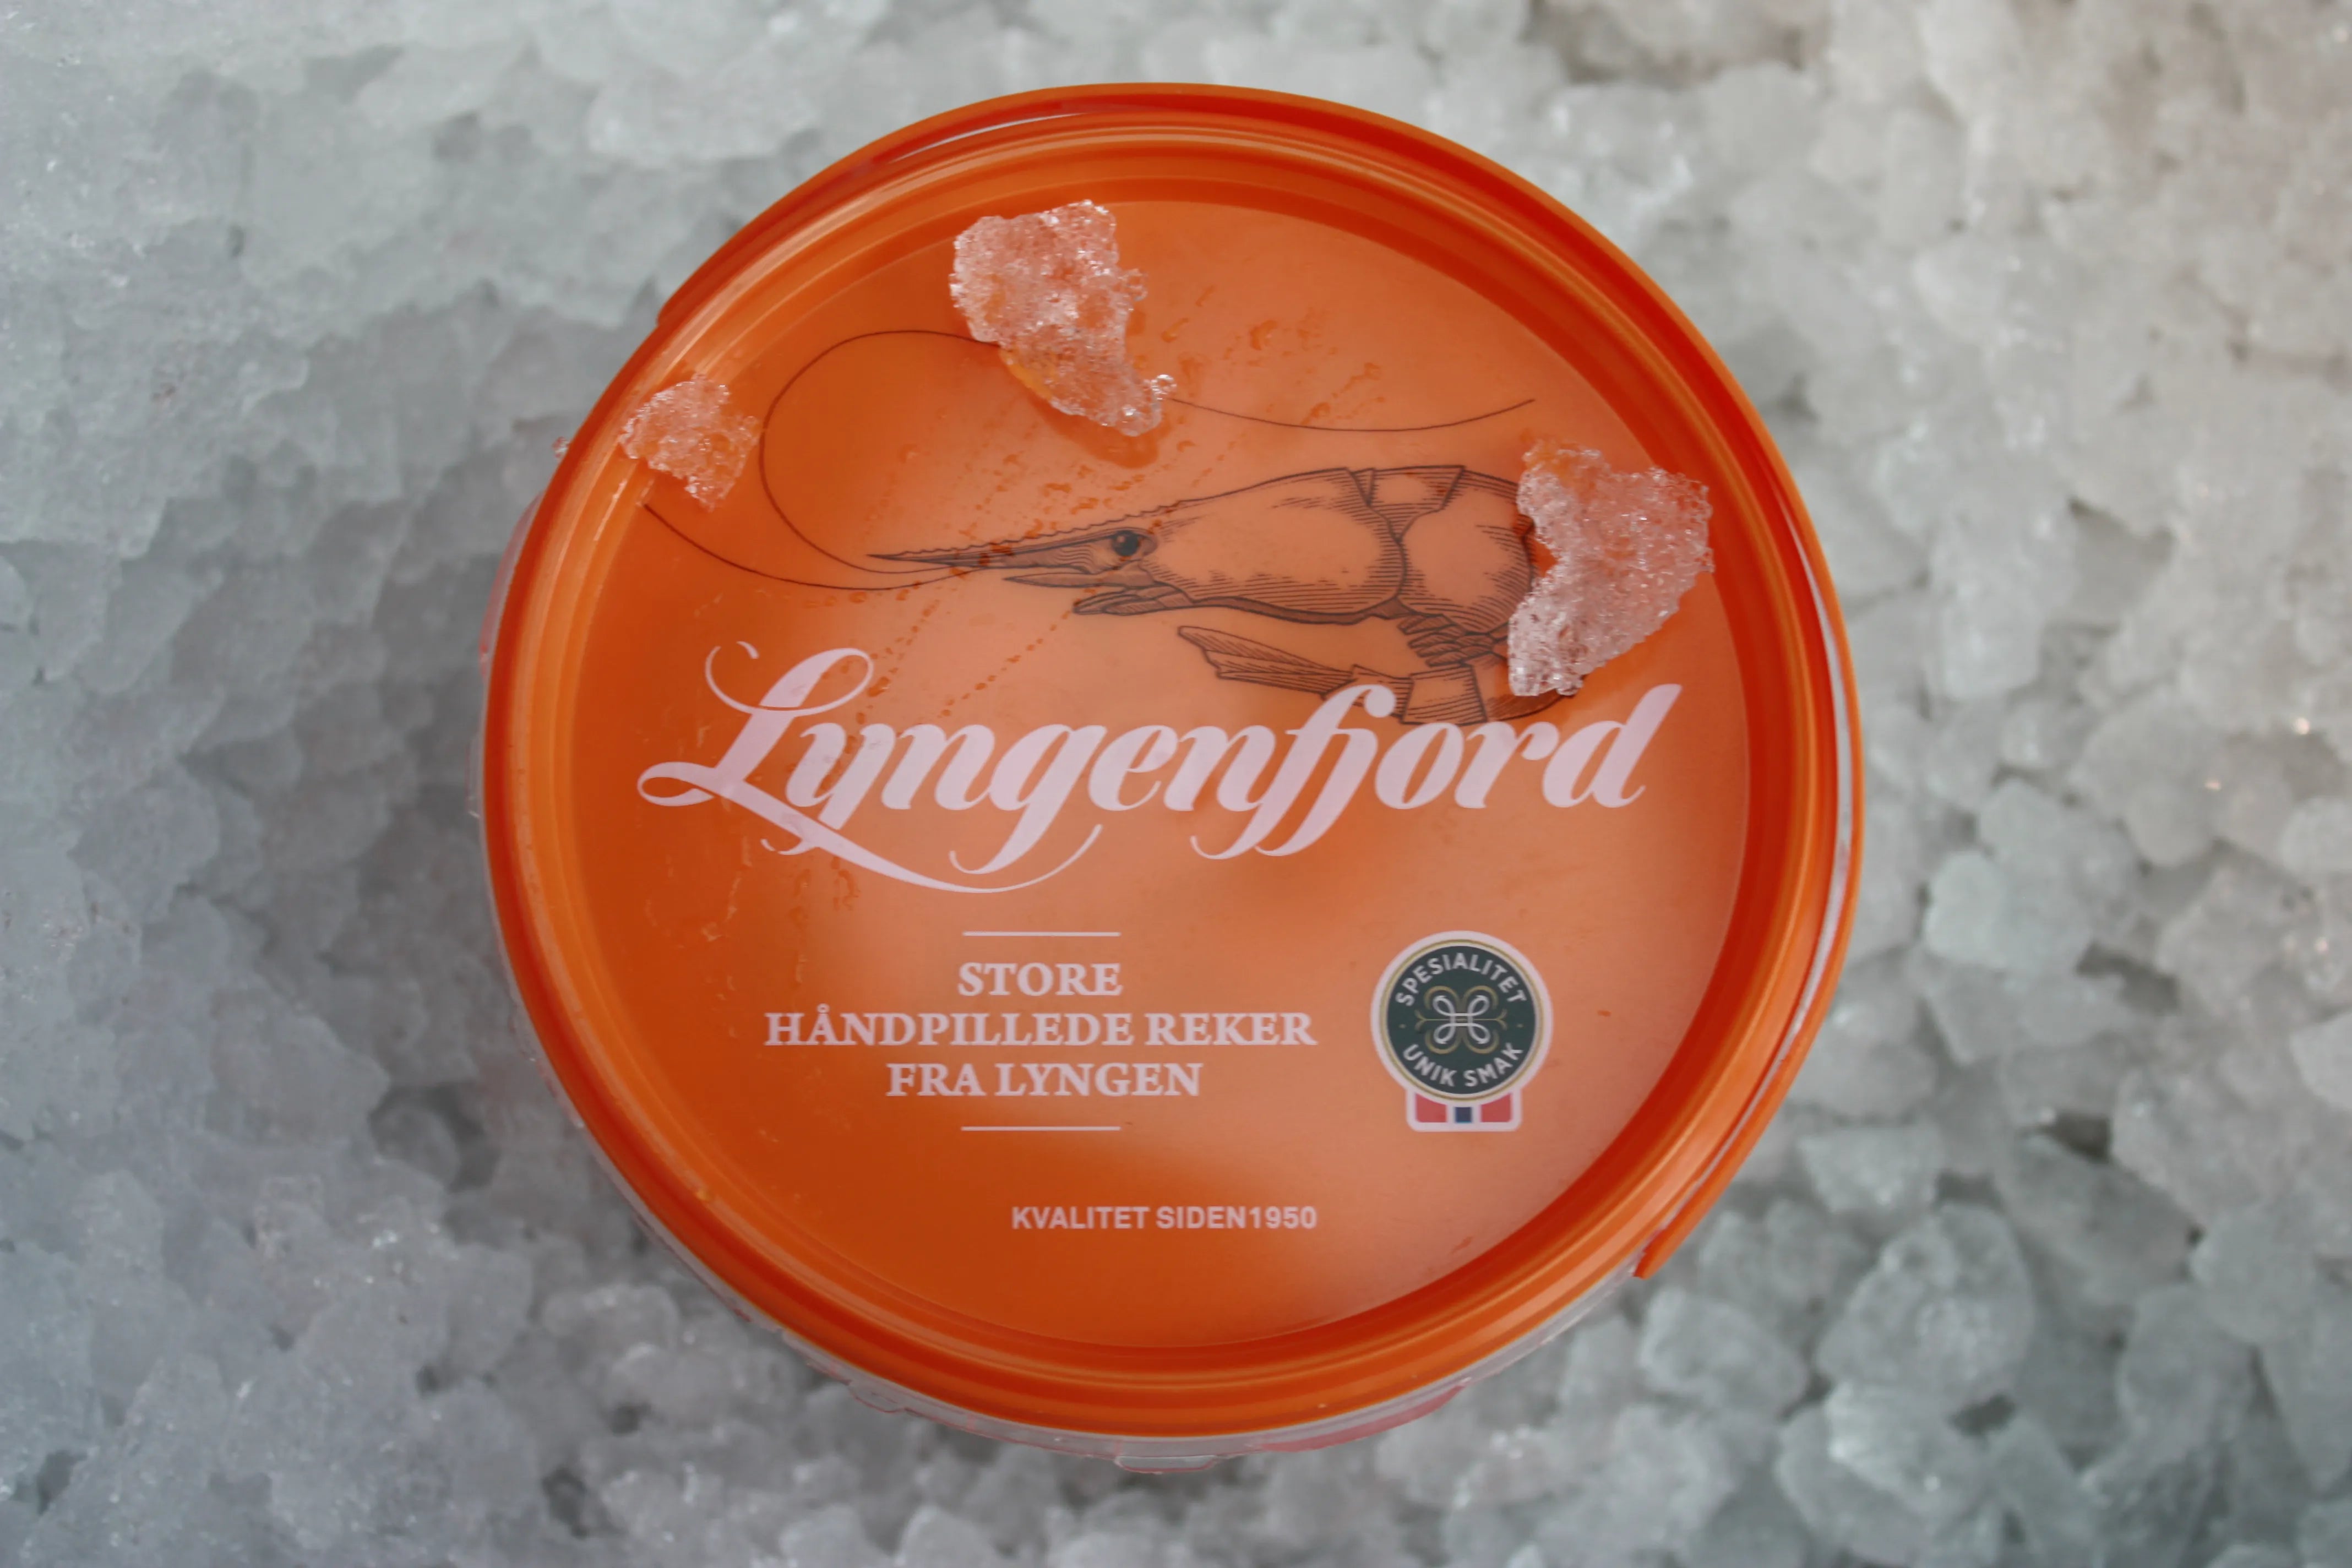 Lyngenfjord
STORE
HÅNDPILLEDE REKER
FRA LYNGEN
SPESIALITET
UNIK SMAK
KVALITET SIDEN1950